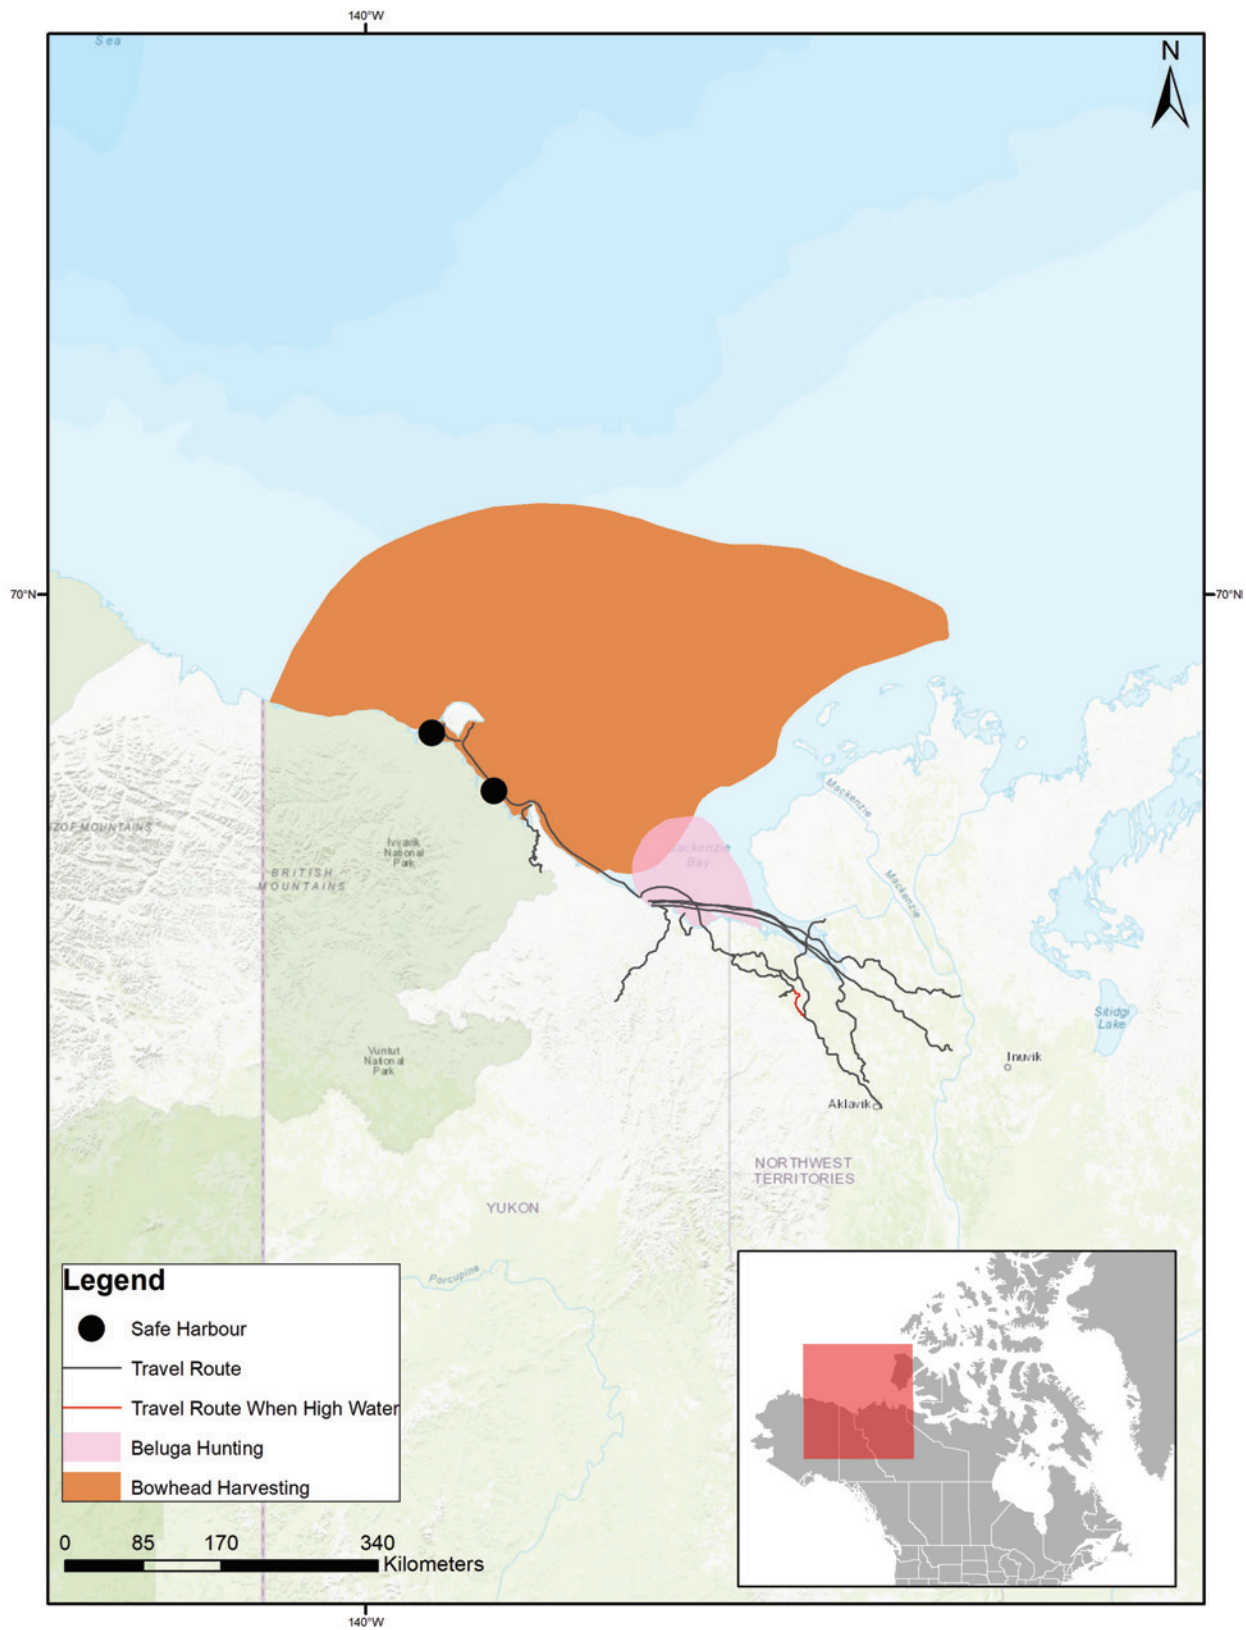 140°W
Sea
N
70°N
70°N
Mackenzie
Mackenzie
Bay
Mackenzie
Ivvavik
National
Park
BRITISH
MOUNTAINS
Sitidgi
Lake
Vuntut
National
Park
Inuvik
Aklavik
NORTHWEST
TERRITORIES
YUKON
Porcupine
Legend
Safe Harbour
Travel Route
Travel Route When High Water
Beluga Hunting
Bowhead Harvesting
0 85 170 340
Kilometers
140°W